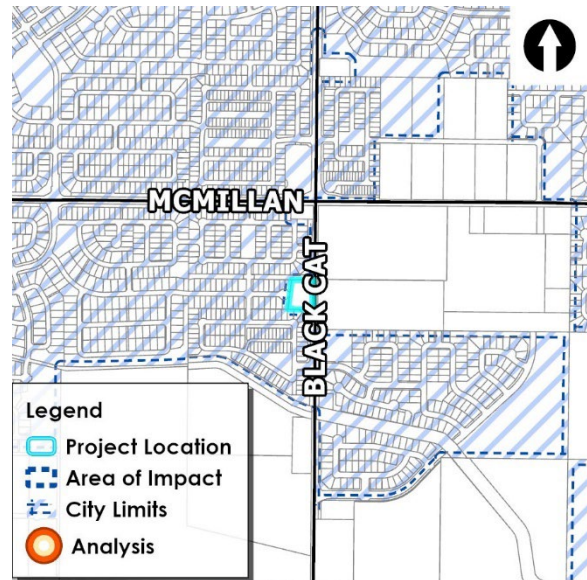 MCMILLAN
BLACK CAT
Legend
Project Location
Area of Impact
City Limits
Analysis